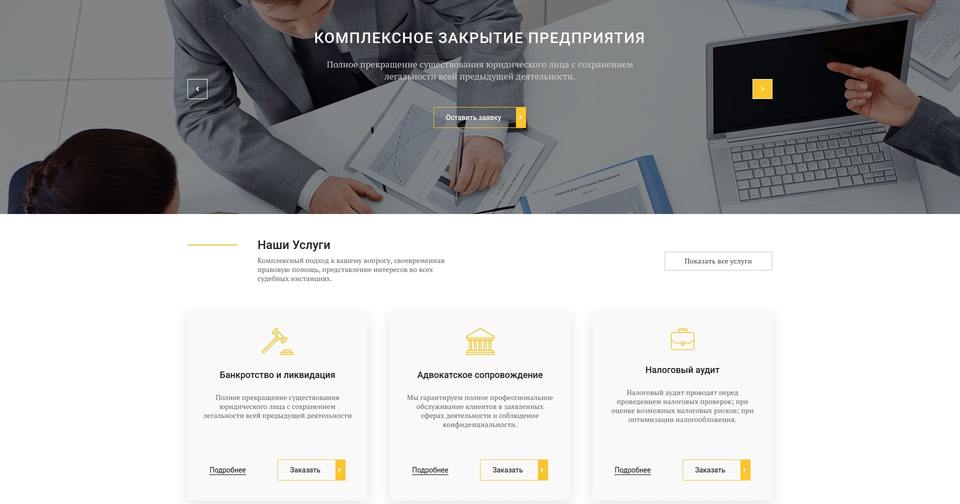 КОМПЛЕКСНОЕ ЗАКРЫТИЕ ПРЕДПРИЯТИЯ
Полное прекращение существования юридического лица с сохранением
легальности всей предыдущей деятельности.
Оставить заявку
Наши Услуги
Комплексный подход к вашему вопросу, своевременная
правовую помощь, представление интересов во всех
судебных инстанциях.
Показать все услуги
Банкротство и ликвидация
Полное прекращение существования
юридического лица с сохранением
легальности всей предыдущей деятельности
Подробнее
Заказать
Адвокатское сопровождение
Мы гарантируем полное профессиональное
обслуживание клиентов в заявленных
сферах деятельности и соблюдение
конфиденциальности.
Подробнее
Заказать
Налоговый аудит
Налоговый аудит проводят перед
проведением налоговых проверок; при
оценке возможных налоговых рисков; при
оптимизации налогообложения.
Подробнее
Заказать